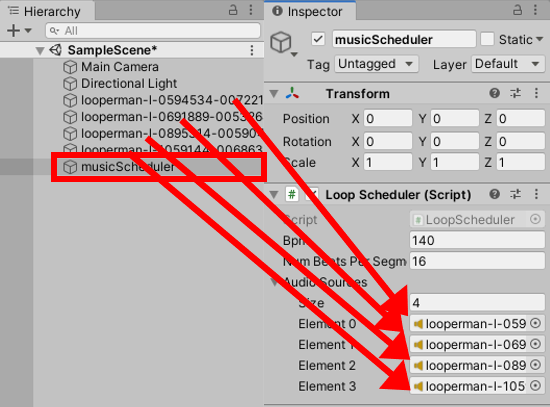 Hierarchy
All
SampleScene*
Main Camera
Directional Light
looperman-l-0594534-007221
looperman-l-0691889-005326
looperman-l-0895314-005904
looperman-l-1059144-006863
musicScheduler
Inspector
musicScheduler
Static
Tag Untagged Layer Default
Transform
Position X 0 Y 0 Z 0
Rotation X 0 Y 0 Z 0
Scale X 1 Y 1 Z 1
# Loop Scheduler (Script)
Script # LoopScheduler
Bpm 140
Num Beats Per Segm 16
Audio Sources
Size 4
Element 0 looperman-l-059
Element 1 looperman-l-069
Element 2 looperman-l-089
Element 3 looperman-l-105